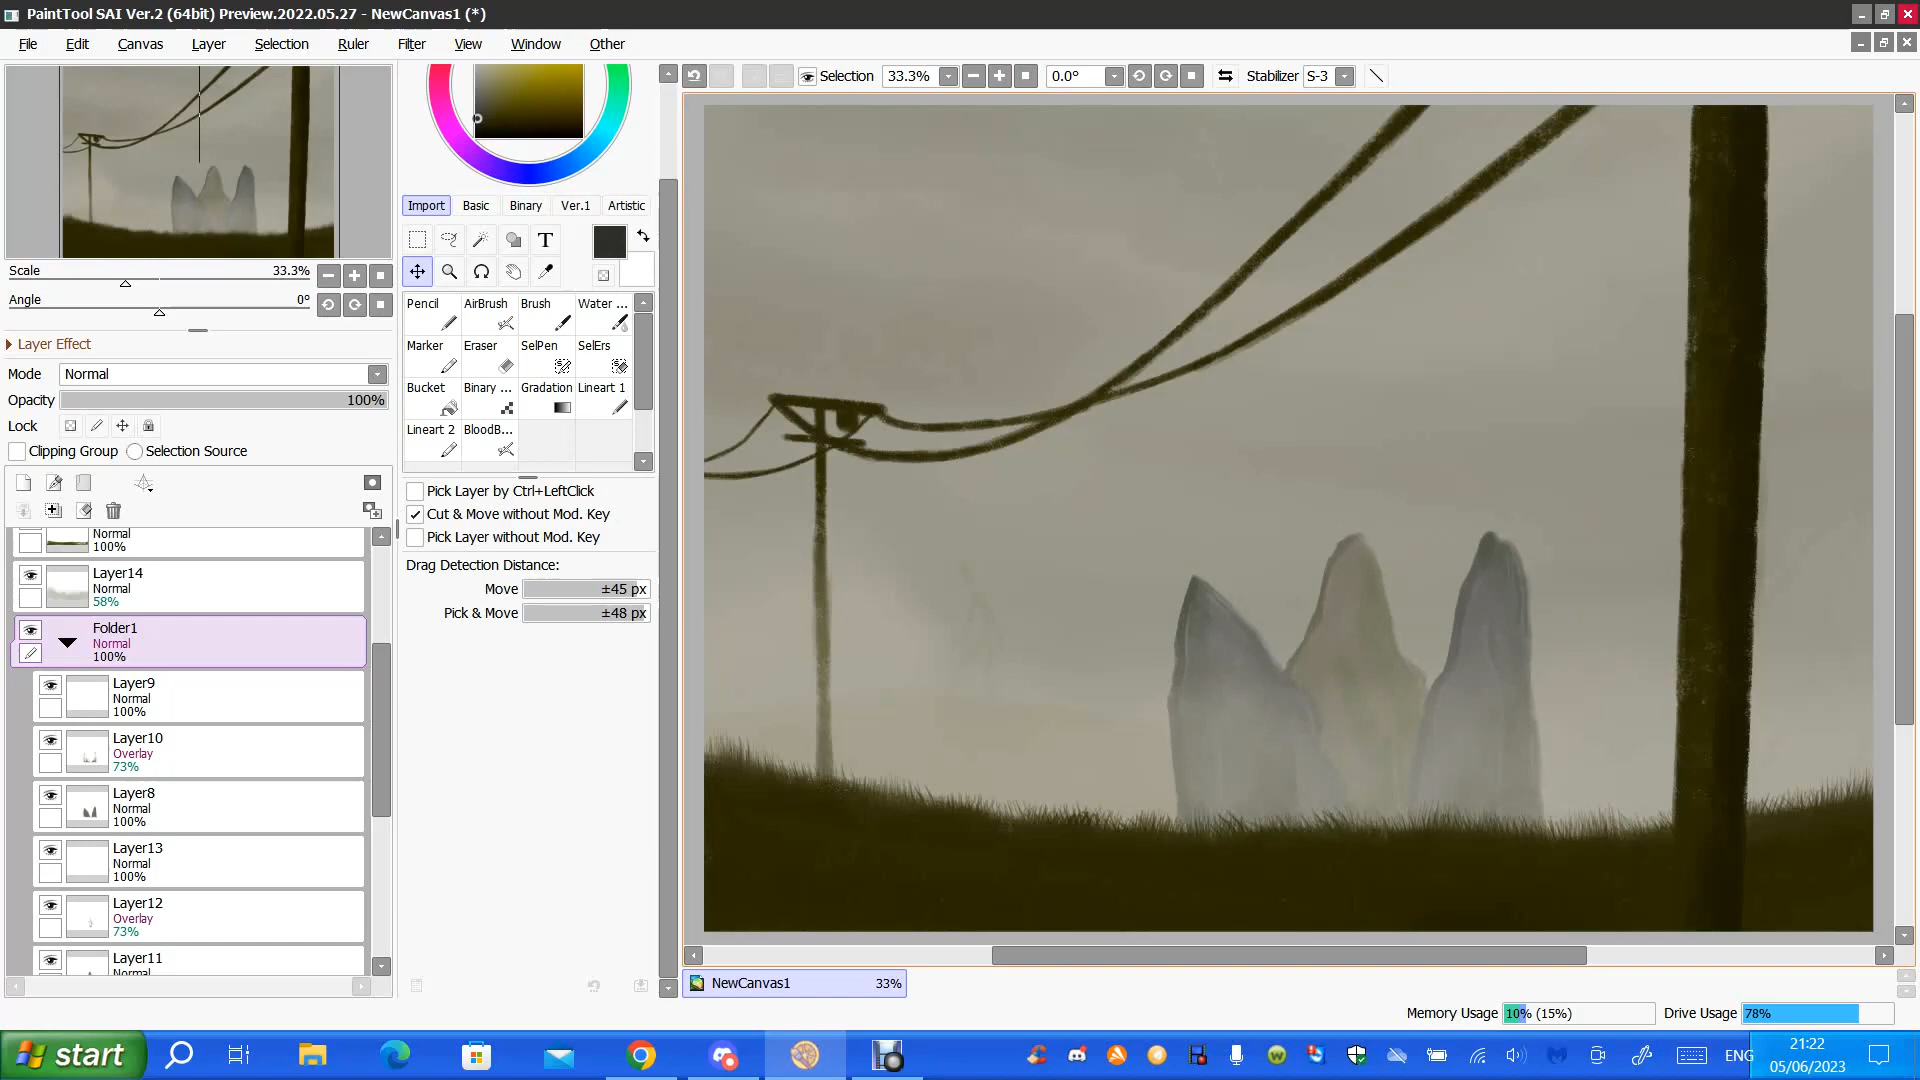 PaintTool SAI Ver.2 (64bit) Preview.2022.05.27 - NewCanvas1 (*)
File Edit Canvas Layer Selection Ruler Filter View Window Other
Selection 33.3% 0.0° Stabilizer S-3
Scale 33.3%
Angle 0°
Layer Effect
Mode Normal
Opacity 100%
Lock
Clipping Group Selection Source
Normal
100%
Layer14
Normal
58%
Folder1
Normal
100%
Layer9
Normal
100%
Layer10
Overlay
73%
Layer8
Normal
100%
Layer13
Normal
100%
Layer12
Overlay
73%
Layer11
Normal
Import Basic Binary Ver.1 Artistic
T
Pencil AirBrush Brush Water ...
Marker Eraser SelPen SelErs
Bucket Binary ... Gradation Lineart 1
Lineart 2 BloodB...
Pick Layer by Ctrl+LeftClick
Cut & Move without Mod. Key
Pick Layer without Mod. Key
Drag Detection Distance:
Move ±45 px
Pick & Move ±48 px
NewCanvas1 33%
Memory Usage 10% (15%) Drive Usage 78%
start
ENG
21:22
05/06/2023